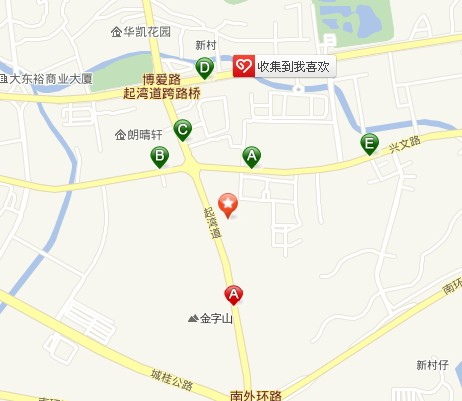 华凯花园
新村
D
收集到我喜欢
大东裕商业大厦
博爱路
起湾道跨路桥
C
朗晴轩
B
A
E
兴文路
起湾道
A
金字山
南环
城桂公路
新村仔
南环
南外环路